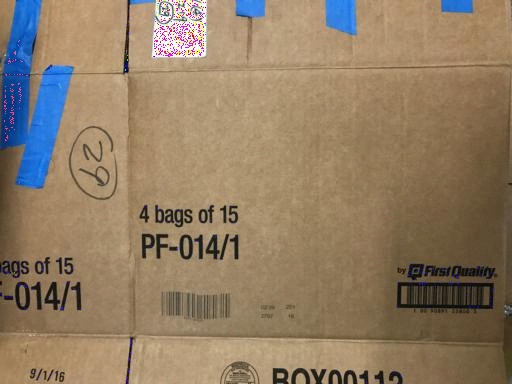 29
4 bags of 15
PF-014/1
ags of 15
-014/1
by First Quality
9/1/16
BOX00112